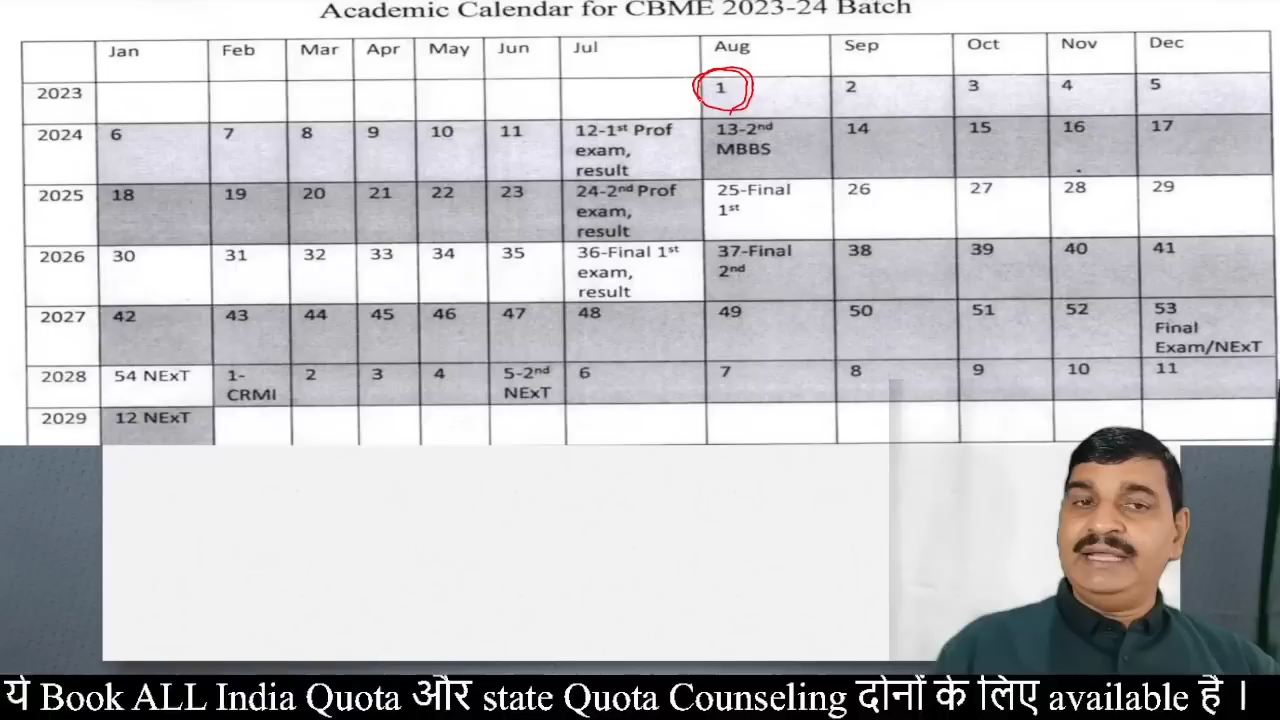 Academic Calendar for CBME 2023-24 Batch
Jan Feb Mar Apr May Jun Jul Aug Sep Oct Nov Dec
2023 1 2 3 4 5
2024 6 7 8 9 10 11 12-1st Prof exam, result 13-2nd MBBS 14 15 16 17
2025 18 19 20 21 22 23 24-2nd Prof exam, result 25-Final 1st 26 27 28 29
2026 30 31 32 33 34 35 36-Final 1st exam, result 37-Final 2nd 38 39 40 41
2027 42 43 44 45 46 47 48 49 50 51 52 53 Final Exam/NExT
2028 54 NExT 1-CRMI 2 3 4 5-2nd NExT 6 7 8 9 10 11
2029 12 NExT
ये Book ALL India Quota और state Quota Counseling दोनों के लिए available है ।